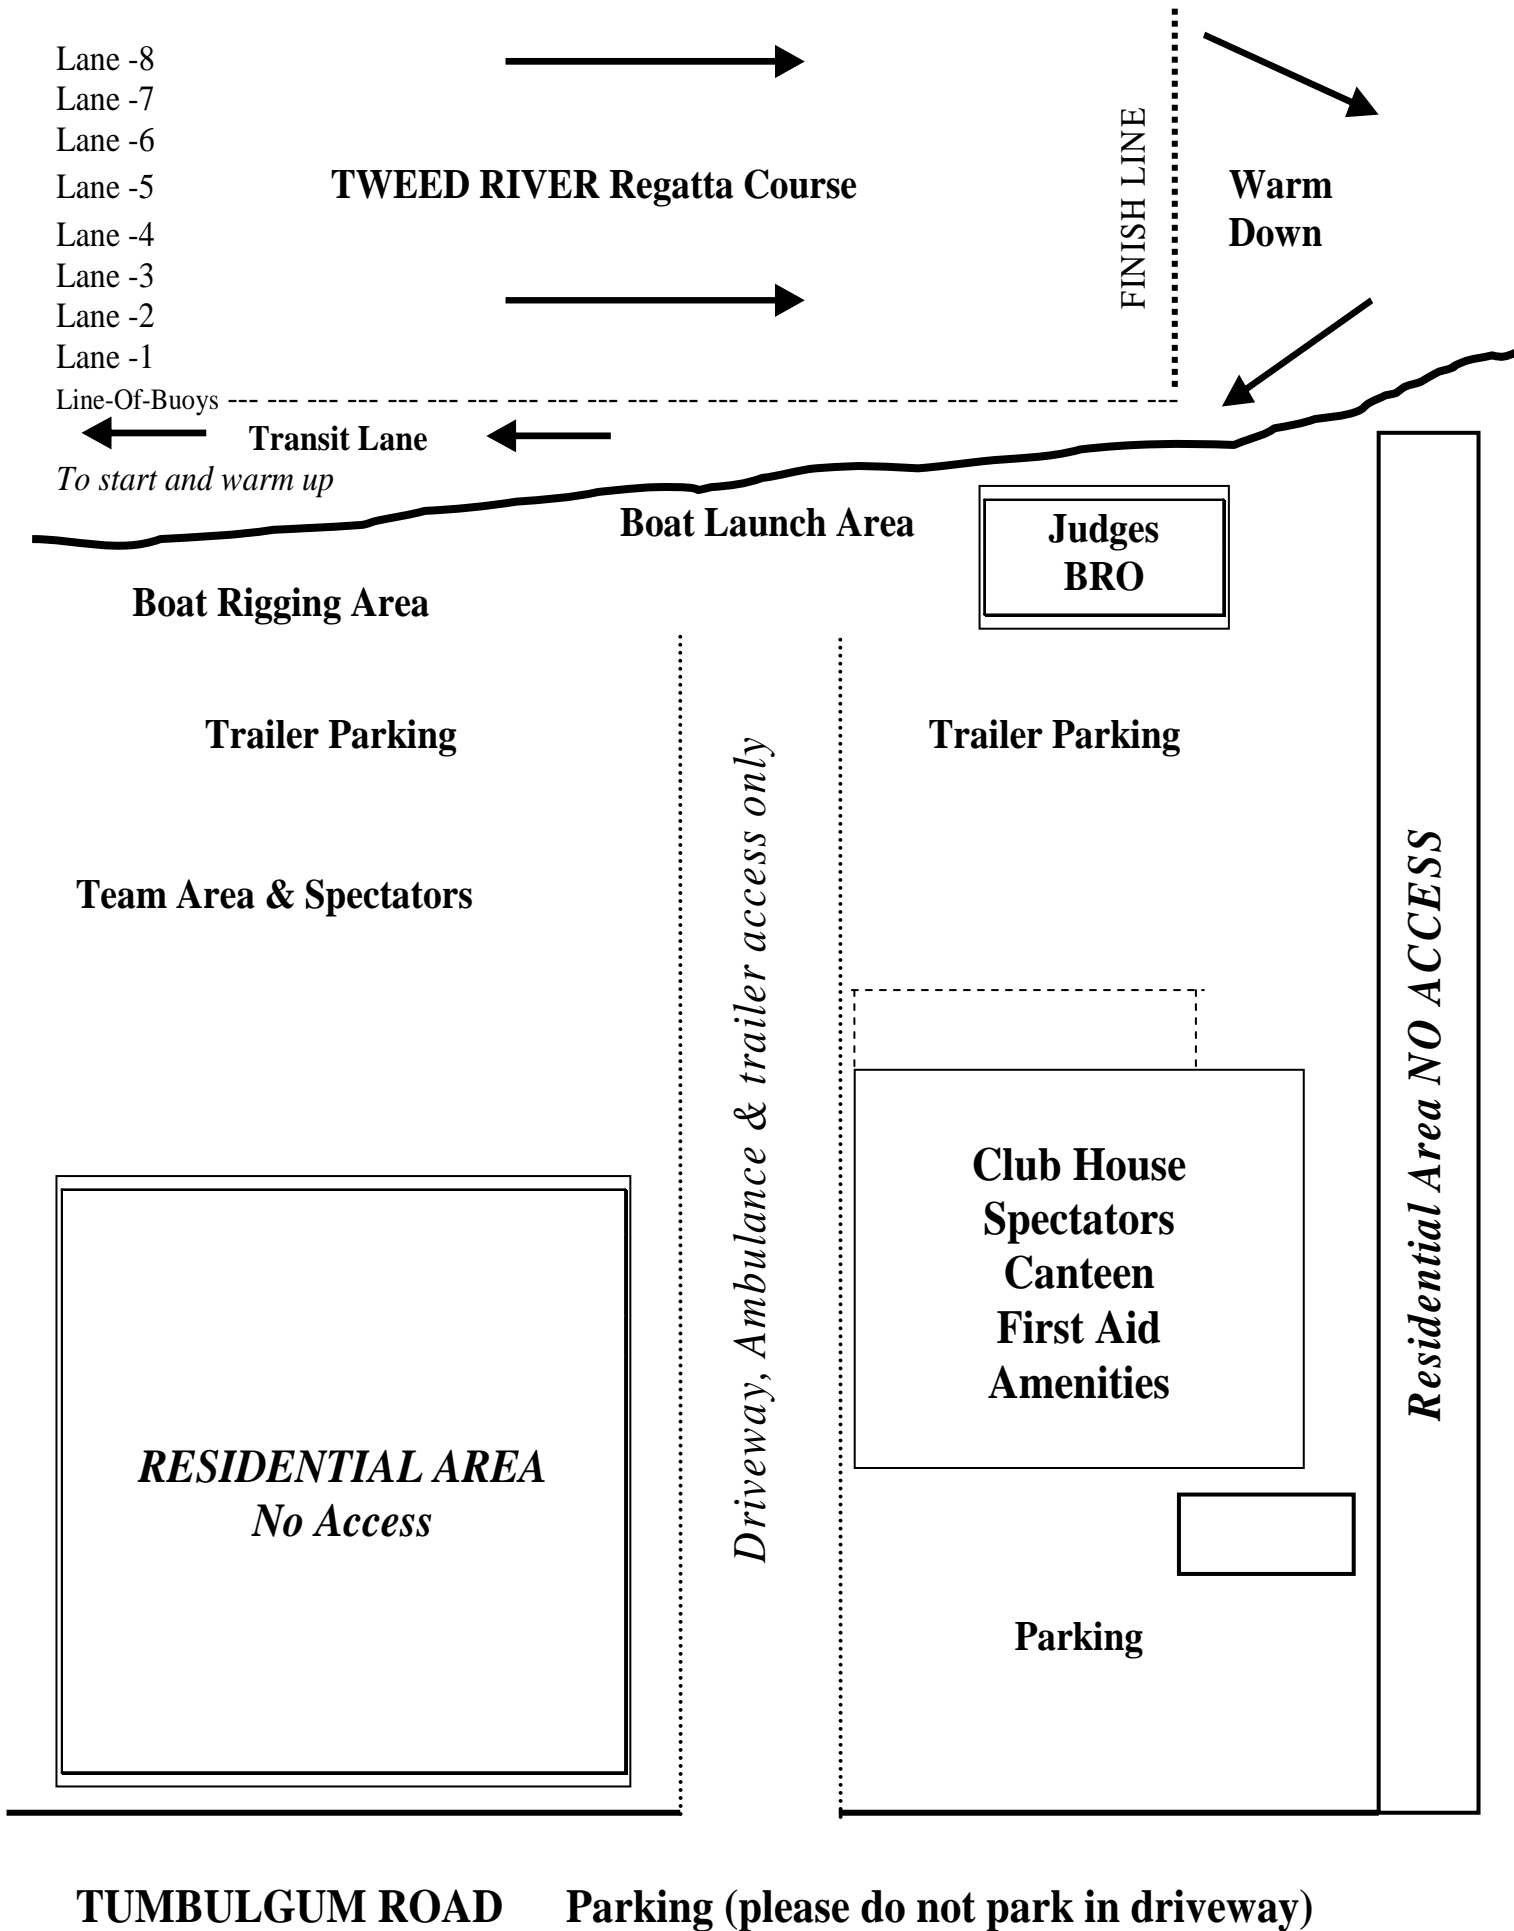 Lane -8
Lane -7
Lane -6
Lane -5
Lane -4
Lane -3
Lane -2
Lane -1
TWEED RIVER Regatta Course
FINISH LINE
Warm
Down
Line-Of-Buoys
Transit Lane
To start and warm up
Boat Launch Area
Judges
BRO
Boat Rigging Area
Trailer Parking
Trailer Parking
Team Area & Spectators
Driveway, Ambulance & trailer access only
Residential Area NO ACCESS
Club House
Spectators
Canteen
First Aid
Amenities
RESIDENTIAL AREA
No Access
Parking
TUMBULGUM ROAD Parking (please do not park in driveway)